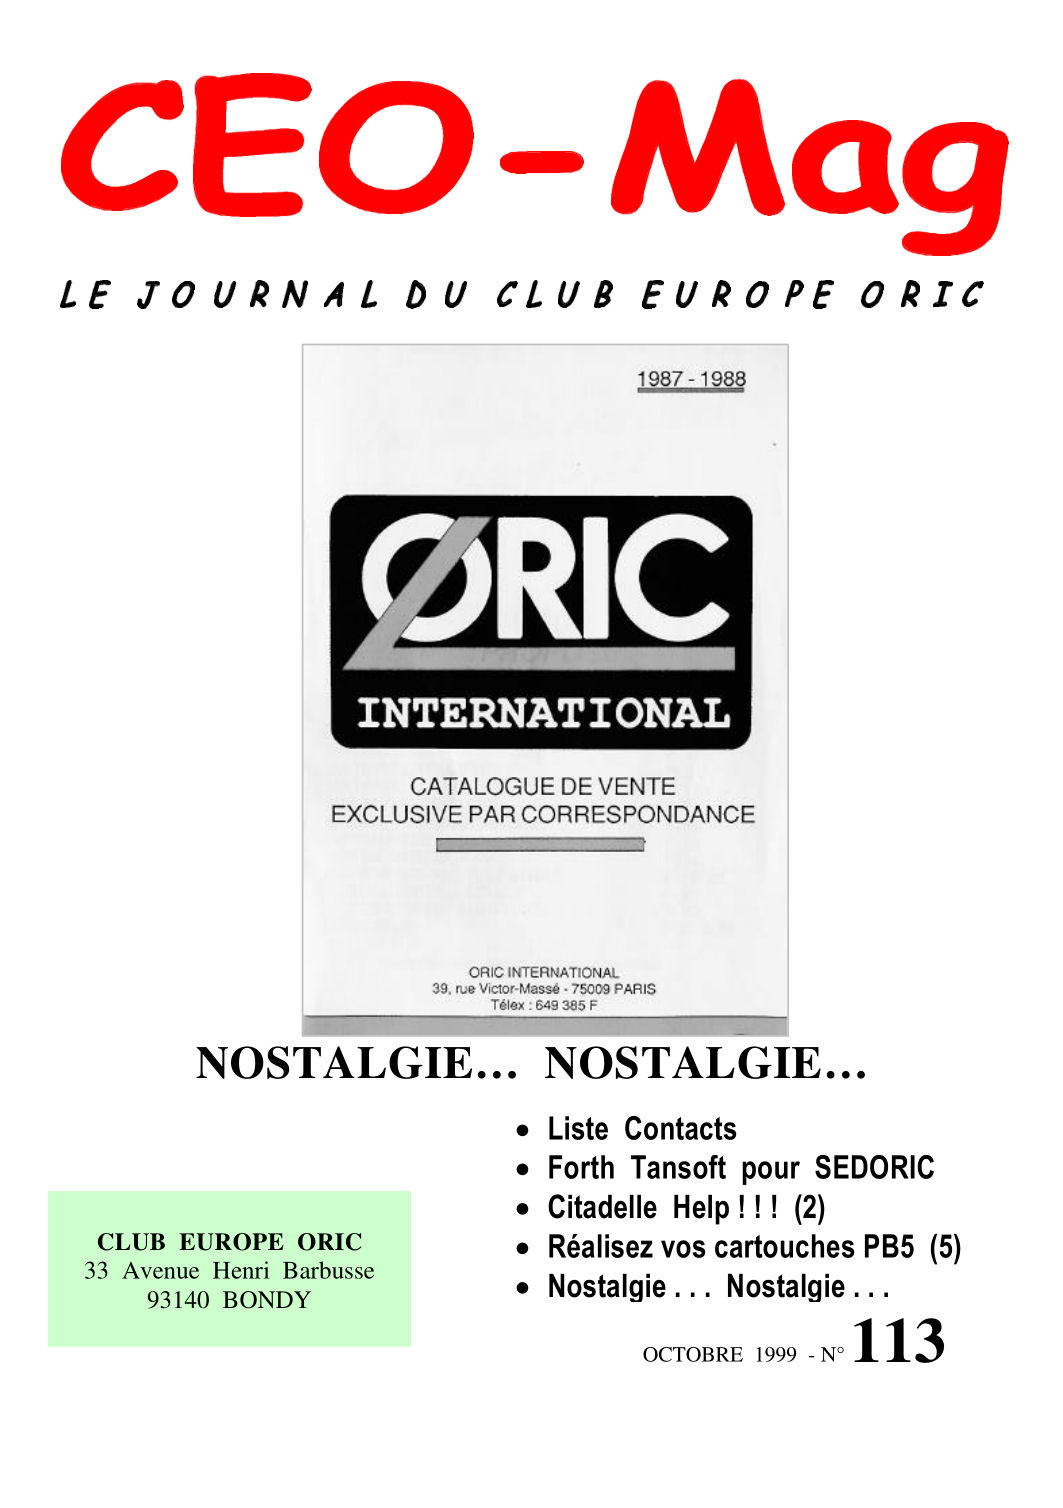 CEO-Mag
LE JOURNAL DU CLUB EUROPE ORIC
1987 - 1988
ORIC
INTERNATIONAL
CATALOGUE DE VENTE
EXCLUSIVE PAR CORRESPONDANCE
ORIC INTERNATIONAL
39, rue Victor-Massé - 75009 PARIS
Télex : 649 385 F
NOSTALGIE... NOSTALGIE...
• Liste Contacts
• Forth Tansoft pour SEDORIC
• Citadelle Help ! ! ! (2)
• Réalisez vos cartouches PB5 (5)
• Nostalgie . . . Nostalgie . . .
CLUB EUROPE ORIC
33 Avenue Henri Barbusse
93140 BONDY
OCTOBRE 1999 - N° 113